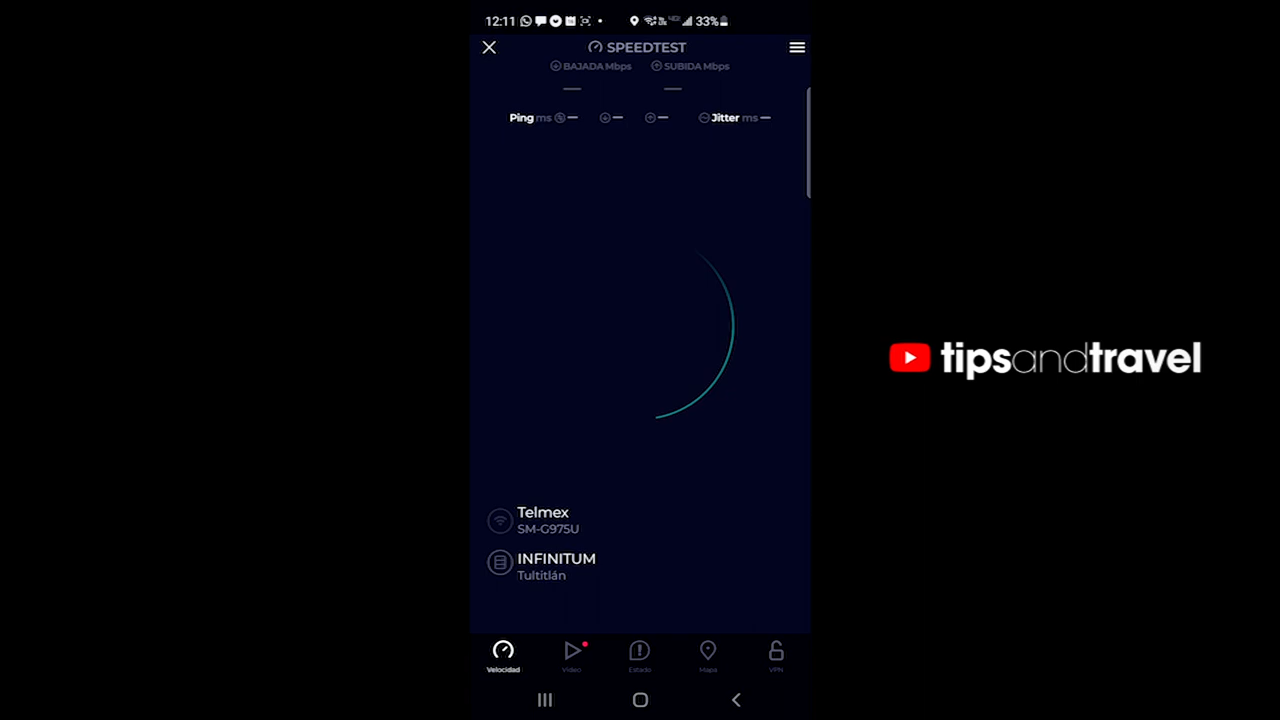 12:11 33%
SPEEDTEST
BAJADA Mbps SUBIDA Mbps
— —
Ping ms — — — Jitter ms —
tipsandtravel
Telmex
SM-G975U
INFINITUM
Tultitlán
Velocidad Video Estado Mapa VPN